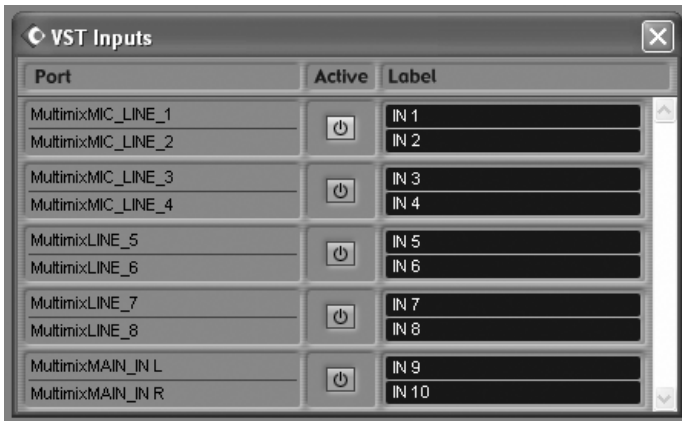 VST Inputs
Port Active Label
MultimixMIC_LINE_1 IN 1
MultimixMIC_LINE_2 IN 2
MultimixMIC_LINE_3 IN 3
MultimixMIC_LINE_4 IN 4
MultimixLINE_5 IN 5
MultimixLINE_6 IN 6
MultimixLINE_7 IN 7
MultimixLINE_8 IN 8
MultimixMAIN_IN L IN 9
MultimixMAIN_IN R IN 10